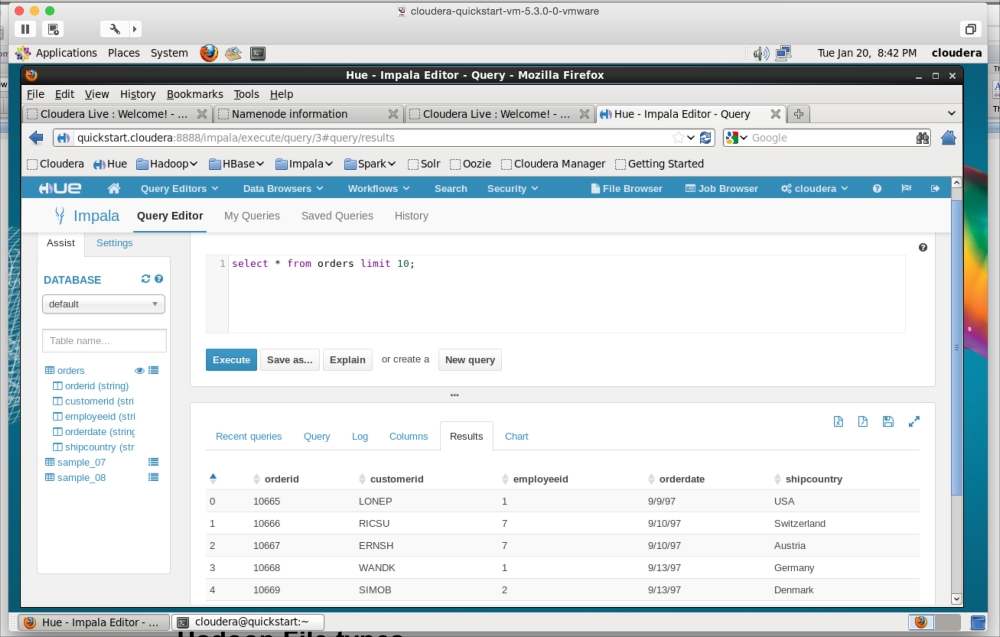 cloudera-quickstart-vm-5.3.0-0-vmware
Applications Places System Tue Jan 20, 8:42 PM cloudera
Hue - Impala Editor - Query - Mozilla Firefox
File Edit View History Bookmarks Tools Help
Cloudera Live : Welcome! - ... Namenode information Cloudera Live : Welcome! - ... Hue - Impala Editor - Query
quickstart.cloudera:8888/impala/execute/query/3#query/results Google
Cloudera Hue Hadoop HBase Impala Spark Solr Oozie Cloudera Manager Getting Started
HUE Query Editors Data Browsers Workflows Search Security File Browser Job Browser cloudera
Impala Query Editor My Queries Saved Queries History
Assist Settings
DATABASE
default
Table name...
orders
orderid (string)
customerid (stri
employeeid (stri
orderdate (string
shipcountry (str
sample_07
sample_08
1 select * from orders limit 10;
Execute Save as... Explain or create a New query
Recent queries Query Log Columns Results Chart
orderid customerid employeeid orderdate shipcountry
0 10665 LONEP 1 9/9/97 USA
1 10666 RICSU 7 9/10/97 Switzerland
2 10667 ERNSH 7 9/10/97 Austria
3 10668 WANDK 1 9/13/97 Germany
4 10669 SIMOB 2 9/13/97 Denmark
Hue - Impala Editor - ... cloudera@quickstart:~
Hadoop File types